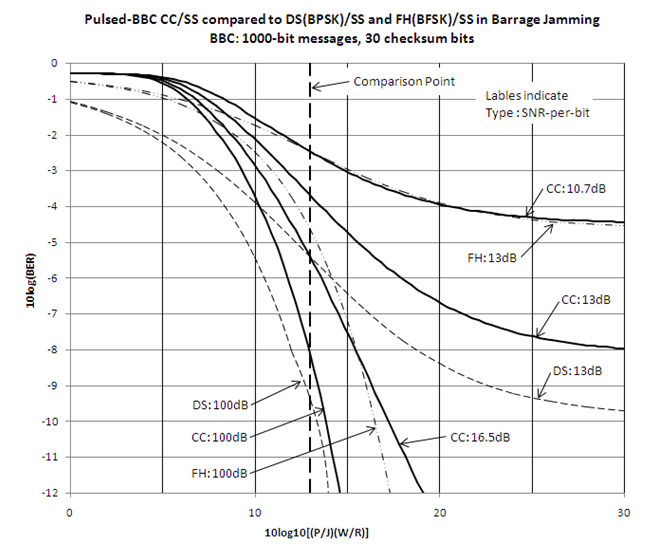 Pulsed-BBC CC/SS compared to DS(BPSK)/SS and FH(BFSK)/SS in Barrage Jamming
BBC: 1000-bit messages, 30 checksum bits
Comparison Point
Lables indicate
Type : SNR-per-bit
0
-1
-2
-3
-4
-5
-6
-7
-8
-9
-10
-11
-12
10log(BER)
CC:10.7dB
FH:13dB
CC:13dB
DS:13dB
DS:100dB
CC:100dB
FH:100dB
CC:16.5dB
0
10
20
30
10log10[(P/J)(W/R)]